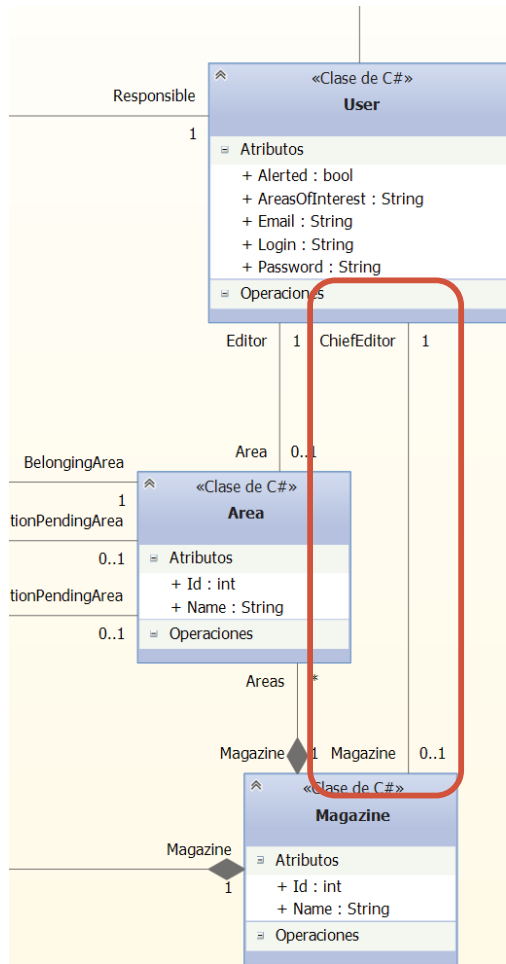 «Clase de C#»
User
Responsible
1
Atributos
+ Alerted : bool
+ AreasOfInterest : String
+ Email : String
+ Login : String
+ Password : String
Operaciones
Editor 1 ChiefEditor 1
Area 0..1
BelongingArea
1
«Clase de C#»
Area
tionPendingArea
0..1
Atributos
+ Id : int
+ Name : String
tionPendingArea
0..1
Operaciones
Areas *
Magazine 1 Magazine 0..1
«Clase de C#»
Magazine
Magazine
1
Atributos
+ Id : int
+ Name : String
Operaciones